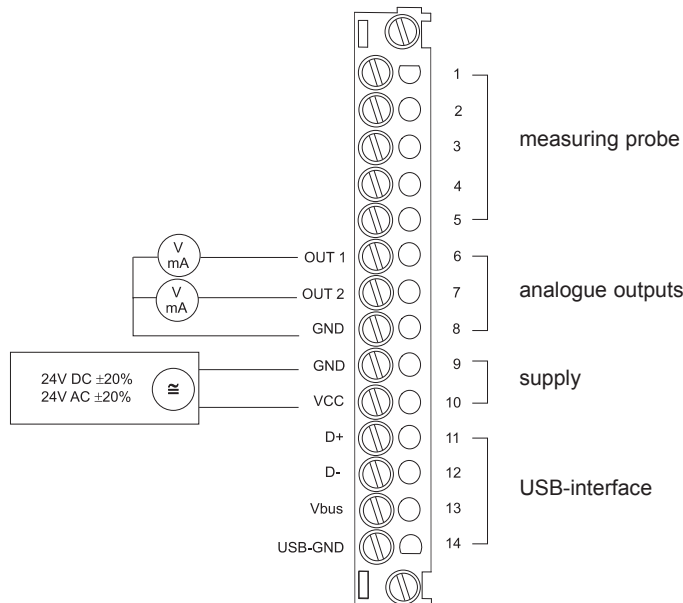 1
2
3
4
5
measuring probe
V
mA
OUT 1
6
V
mA
OUT 2
7
GND
8
analogue outputs
24V DC ±20%
24V AC ±20%
≅
GND
9
VCC
10
supply
D+
11
D-
12
Vbus
13
USB-GND
14
USB-interface